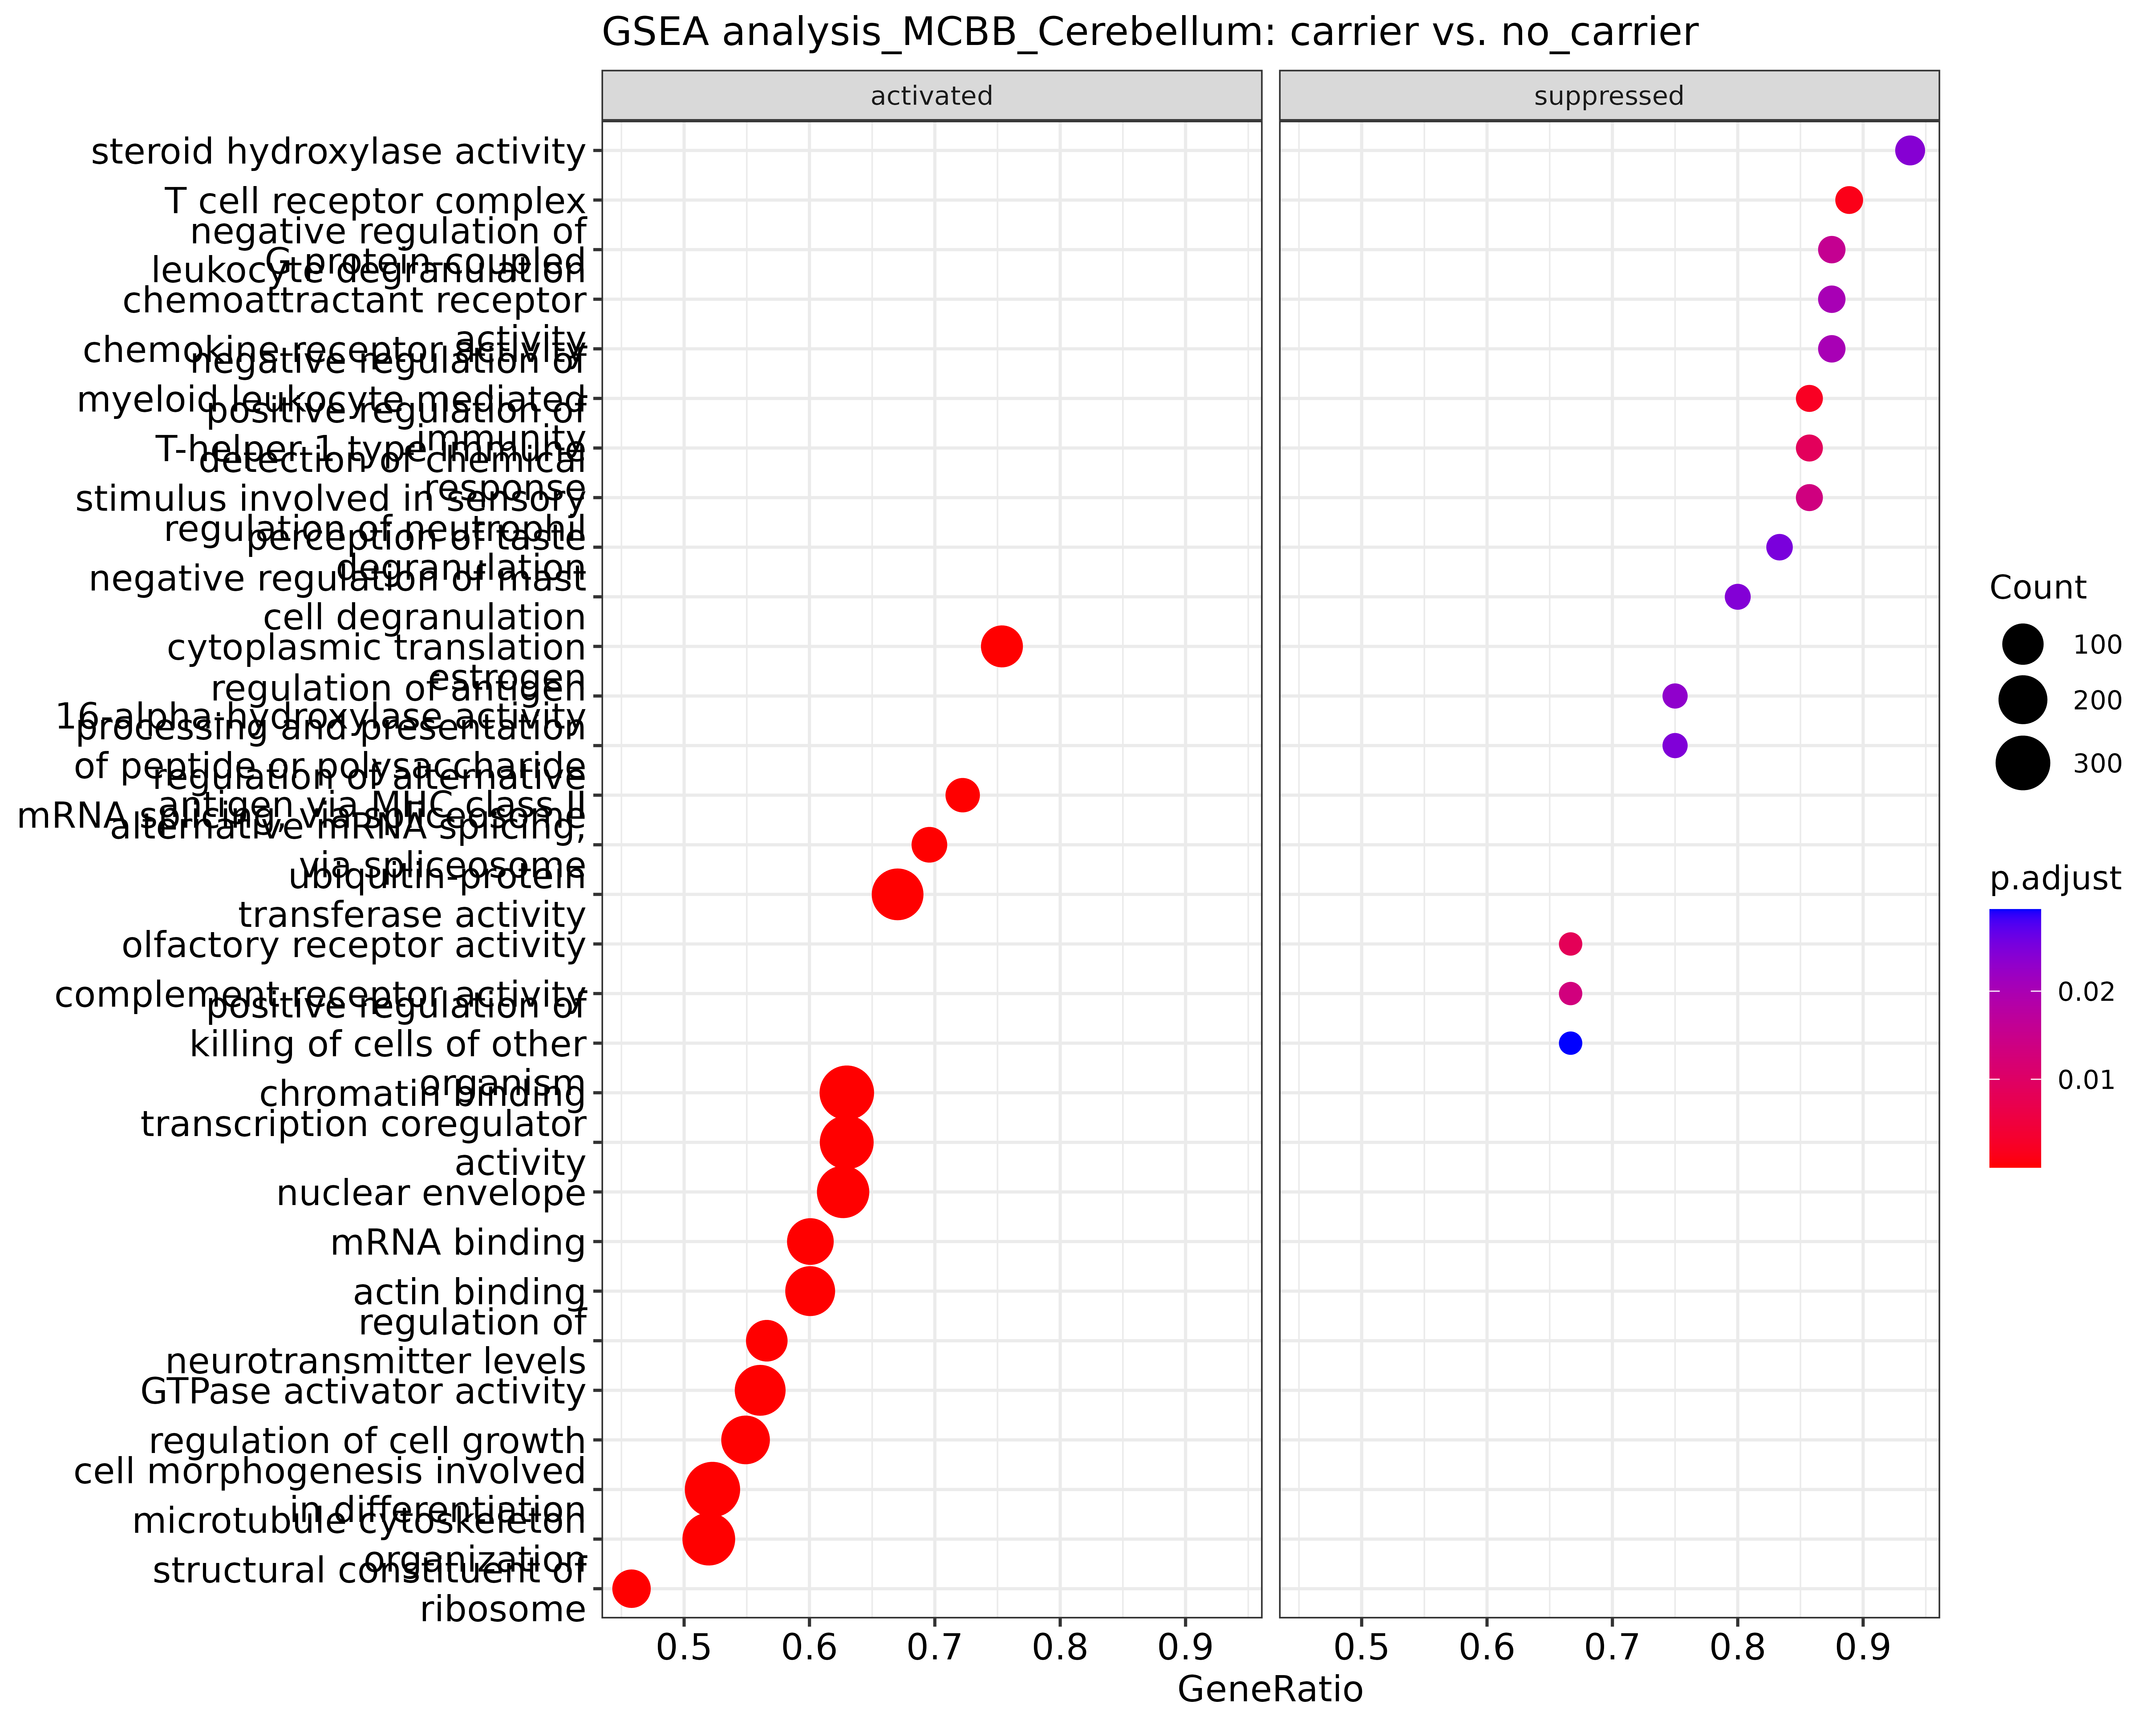 GSEA analysis_MCBB_Cerebellum: carrier vs. no_carrier
activated
suppressed
steroid hydroxylase activity
T cell receptor complex
negative regulation of
leukocyte degranulation
G protein-coupled
chemoattractant receptor
activity
chemokine receptor activity
negative regulation of
myeloid leukocyte mediated
immunity
positive regulation of
T-helper 1 type immune
response
detection of chemical
stimulus involved in sensory
perception of taste
regulation of neutrophil
degranulation
negative regulation of mast
cell degranulation
cytoplasmic translation
estrogen
16-alpha-hydroxylase activity
regulation of antigen
processing and presentation
of peptide or polysaccharide
antigen via MHC class II
regulation of alternative
mRNA splicing, via spliceosome
alternative mRNA splicing,
via spliceosome
ubiquitin-protein
transferase activity
olfactory receptor activity
complement receptor activity
positive regulation of
killing of cells of other
organism
chromatin binding
transcription coregulator
activity
nuclear envelope
mRNA binding
actin binding
regulation of
neurotransmitter levels
GTPase activator activity
regulation of cell growth
cell morphogenesis involved
in differentiation
microtubule cytoskeleton
organization
structural constituent of
ribosome
0.5 0.6 0.7 0.8 0.9
0.5 0.6 0.7 0.8 0.9
GeneRatio
Count
100
200
300
p.adjust
0.02
0.01